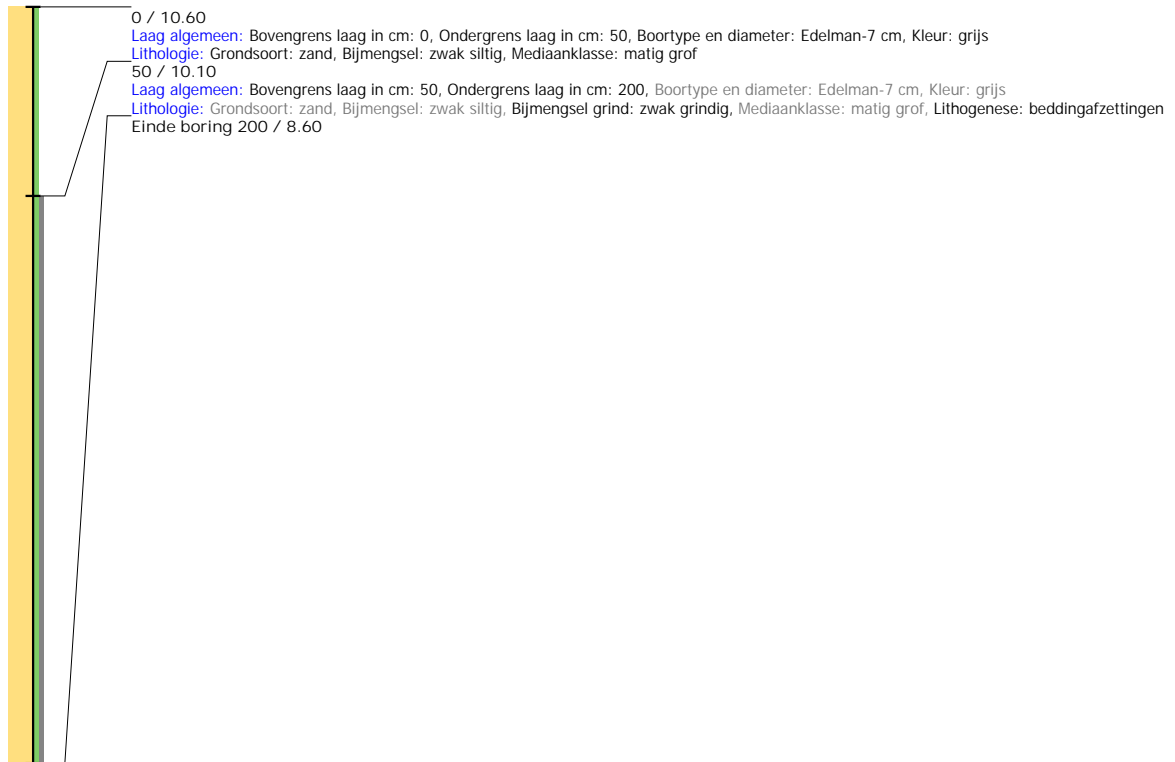 0 / 10.60
Laag algemeen: Bovengrens laag in cm: 0, Ondergrens laag in cm: 50, Boortype en diameter: Edelman-7 cm, Kleur: grijs
Lithologie: Grondsoort: zand, Bijmengsel: zwak siltig, Mediaanklasse: matig grof
50 / 10.10
Laag algemeen: Bovengrens laag in cm: 50, Ondergrens laag in cm: 200, Boortype en diameter: Edelman-7 cm, Kleur: grijs
Lithologie: Grondsoort: zand, Bijmengsel: zwak siltig, Bijmengsel grind: zwak grindig, Mediaanklasse: matig grof, Lithogenese: beddingafzettingen
Einde boring 200 / 8.60